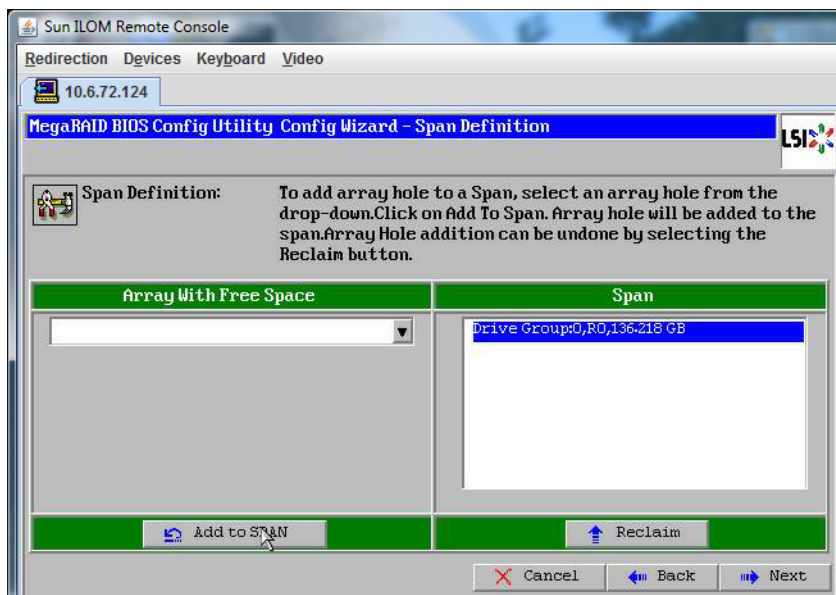 Sun ILOM Remote Console
Redirection Devices Keyboard Video
10.6.72.124
MegaRAID BIOS Config Utility Config Wizard - Span Definition
LSI
Span Definition:
To add array hole to a Span, select an array hole from the
drop-down.Click on Add To Span. Array hole will be added to the
span.Array Hole addition can be undone by selecting the
Reclaim button.
Array With Free Space
Span
Drive Group:0,R0,136.218 GB
Add to SPAN
Reclaim
Cancel
Back
Next